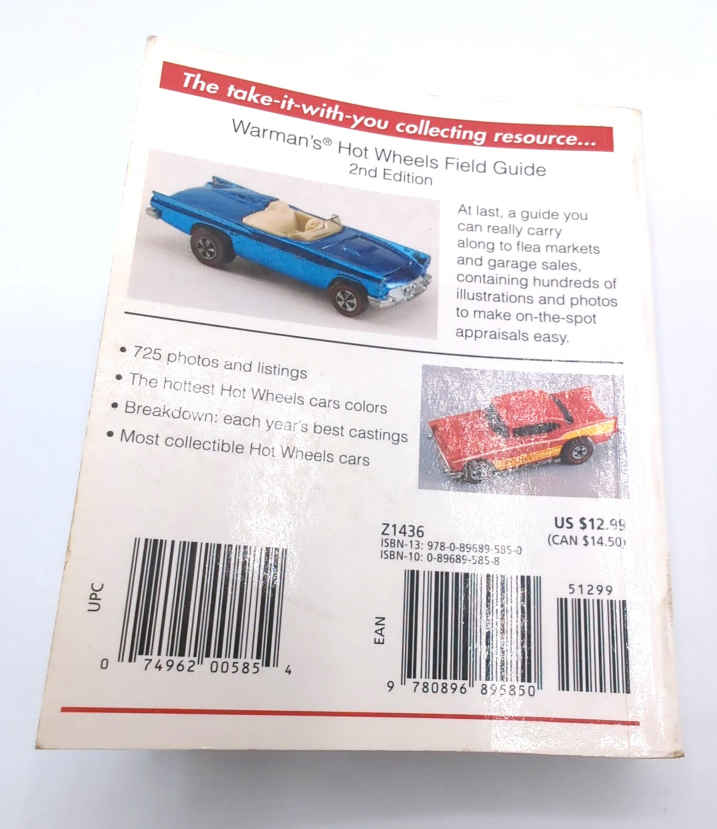 The take-it-with-you collecting resource...
Warman's® Hot Wheels Field Guide
2nd Edition
At last, a guide you
can really carry
along to flea markets
and garage sales,
containing hundreds of
illustrations and photos
to make on-the-spot
appraisals easy.
• 725 photos and listings
• The hottest Hot Wheels cars colors
• Breakdown: each year's best castings
• Most collectible Hot Wheels cars
Z1436
ISBN-13: 978-0-89689-585-0
ISBN-10: 0-89689-585-8
US $12.99
(CAN $14.50)
UPC
0 74962 00585 4
EAN
9 780896 895850
51299